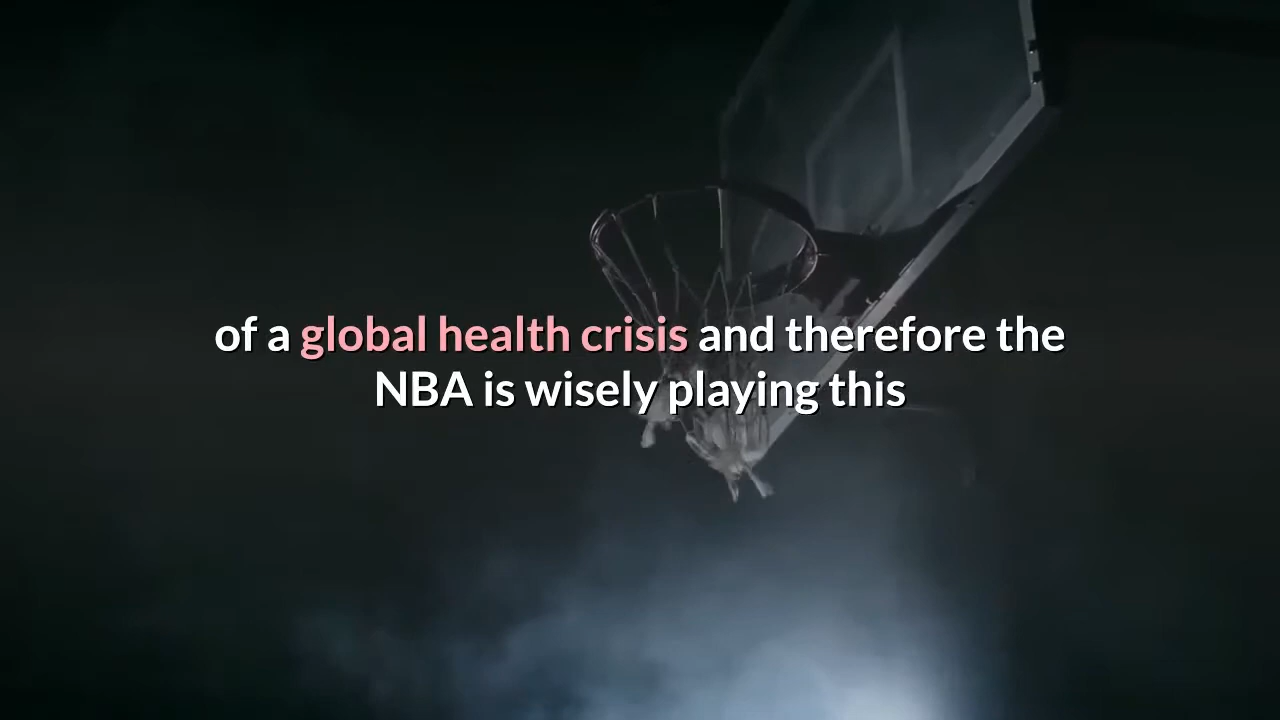 of a global health crisis and therefore the
NBA is wisely playing this